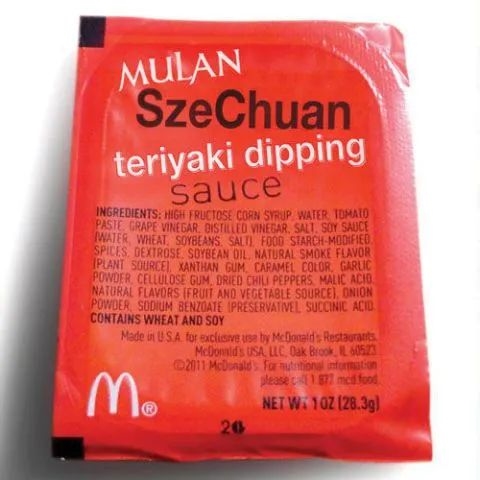 MULAN
SzeChuan
teriyaki dipping
sauce
INGREDIENTS: HIGH FRUCTOSE CORN SYRUP, WATER, TOMATO
PASTE, GRAPE VINEGAR, DISTILLED VINEGAR, SALT, SOY SAUCE
[WATER, WHEAT, SOYBEANS, SALT], FOOD STARCH-MODIFIED,
SPICES, DEXTROSE, SOYBEAN OIL, NATURAL SMOKE FLAVOR
[PLANT SOURCE], XANTHAN GUM, CARAMEL COLOR, GARLIC
POWDER, CELLULOSE GUM, DRIED CHILI PEPPERS, MALIC ACID,
NATURAL FLAVORS [FRUIT AND VEGETABLE SOURCE], ONION
POWDER, SODIUM BENZOATE [PRESERVATIVE], SUCCINIC ACID.
CONTAINS WHEAT AND SOY
Made in U.S.A. for exclusive use by McDonald's Restaurants.
McDonald's USA, LLC, Oak Brook, IL 60523
©2011 McDonald's. For nutritional information
please call 1.877 mcd.food.
M®
NET WT 1 OZ (28.3g)
2